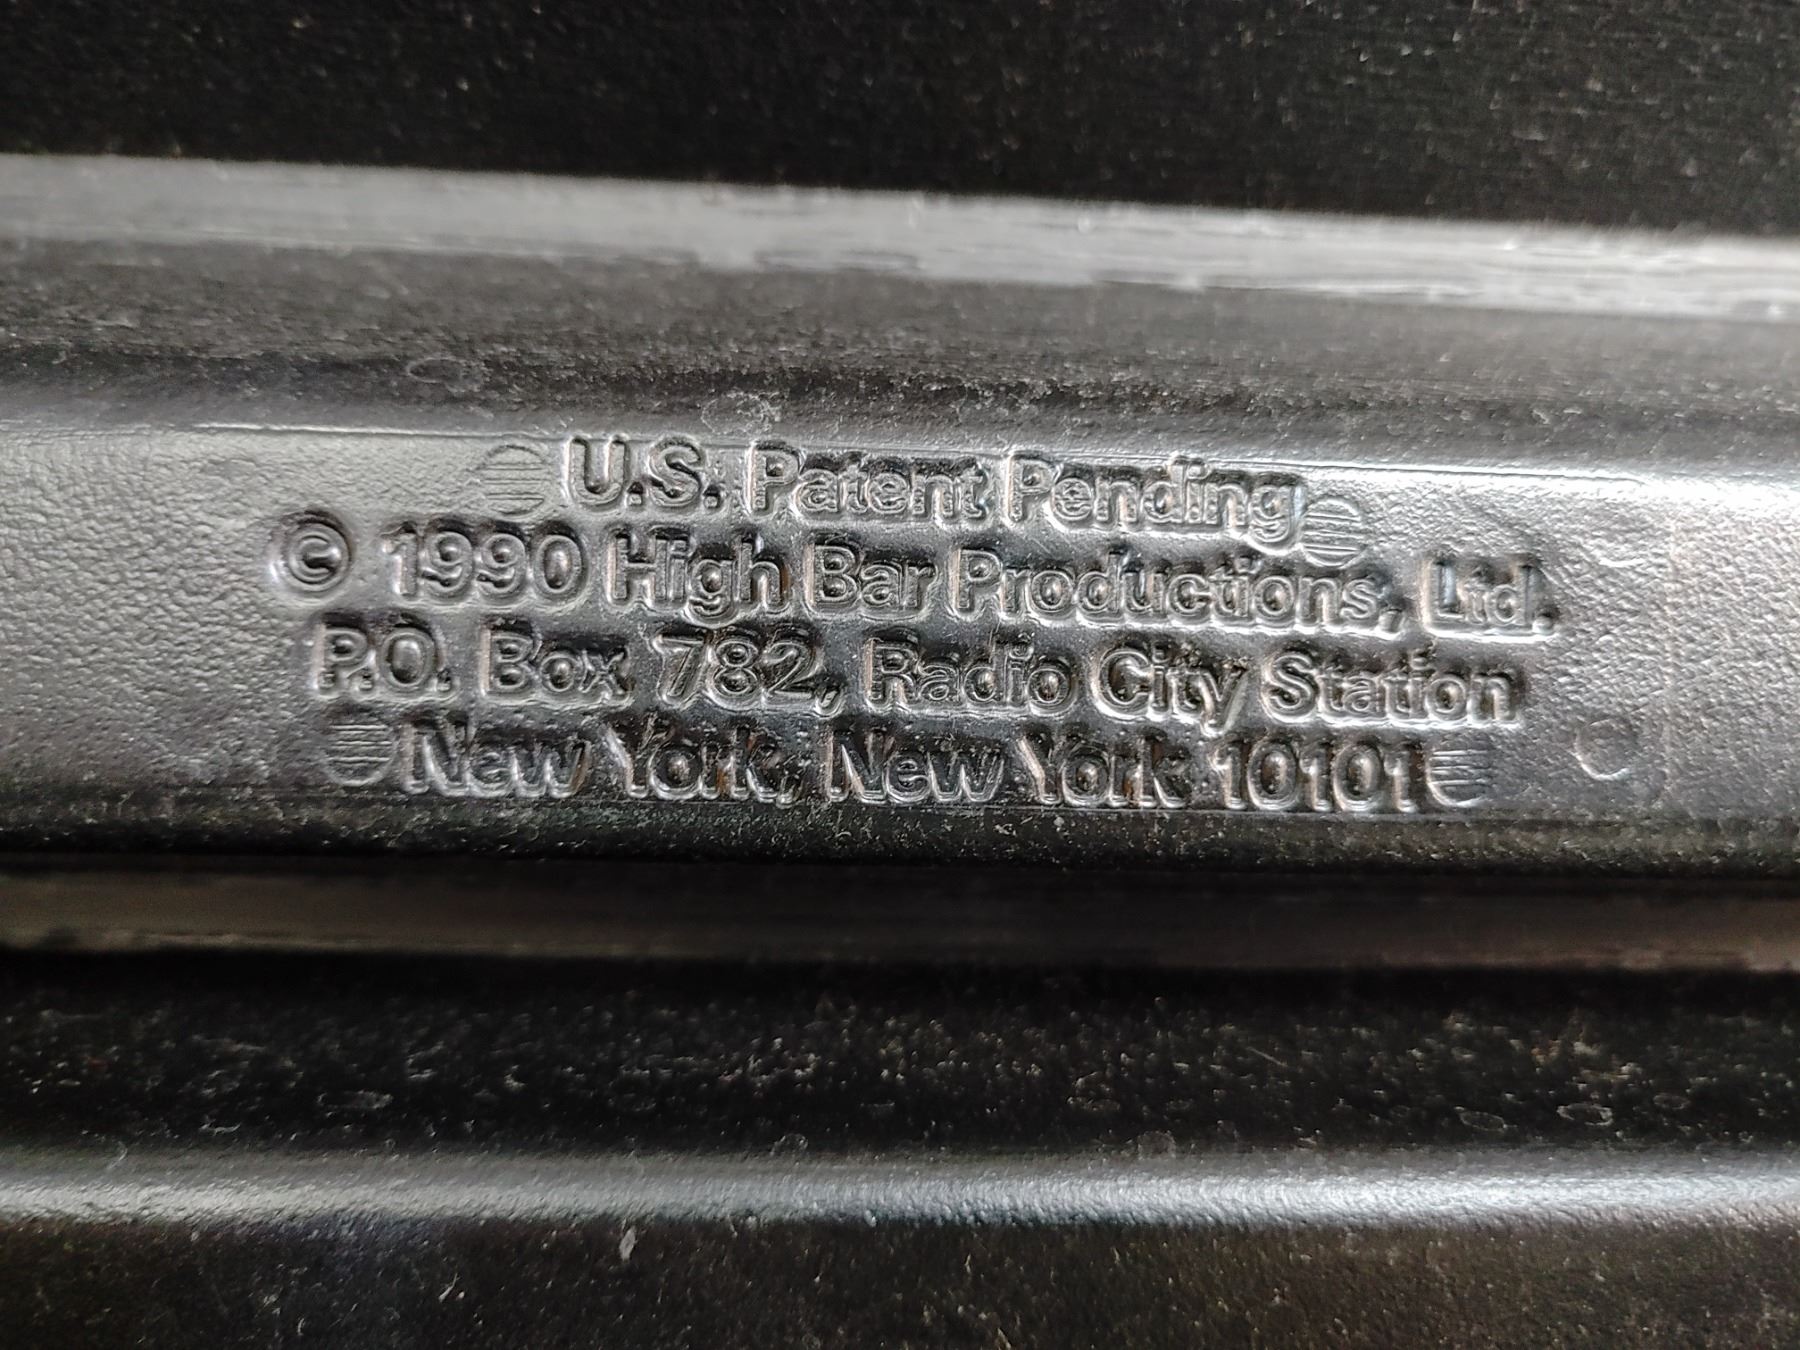 U.S. Patent Pending
© 1990 High Bar Productions, Ltd.
P.O. Box 782, Radio City Station
New York, New York 10101